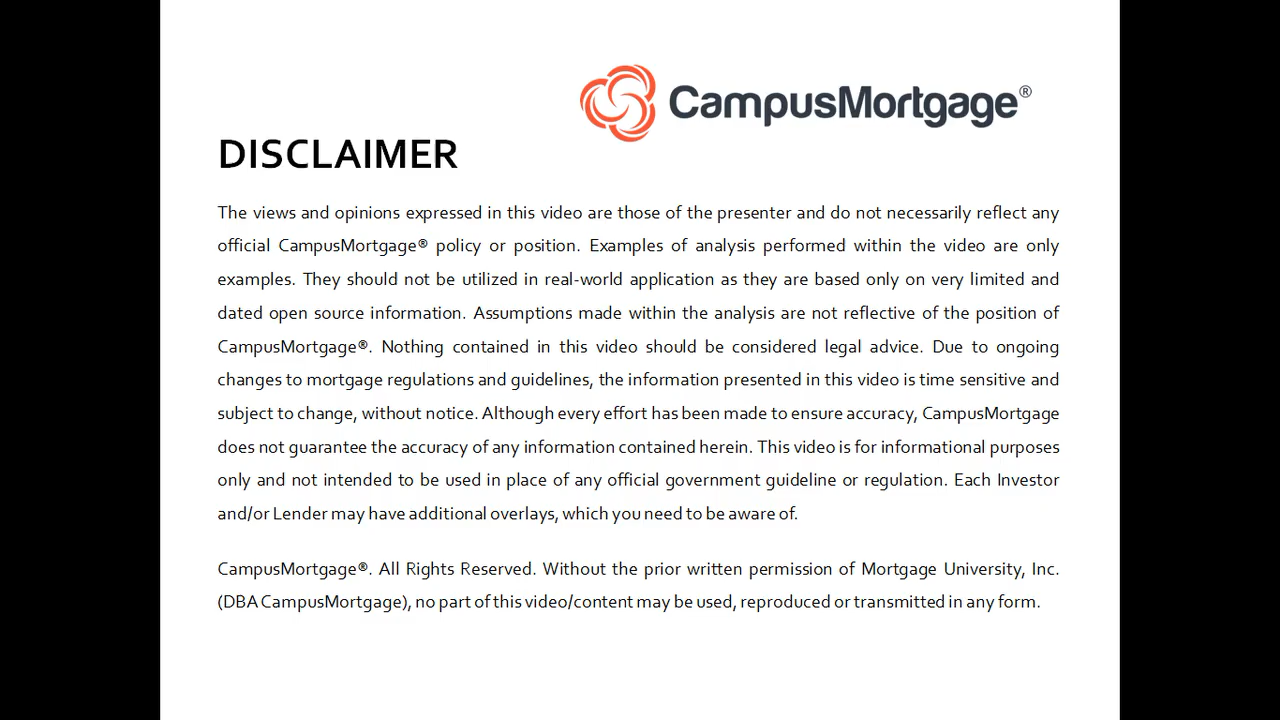 CampusMortgage®
DISCLAIMER
The views and opinions expressed in this video are those of the presenter and do not necessarily reflect any
official CampusMortgage® policy or position. Examples of analysis performed within the video are only
examples. They should not be utilized in real-world application as they are based only on very limited and
dated open source information. Assumptions made within the analysis are not reflective of the position of
CampusMortgage®. Nothing contained in this video should be considered legal advice. Due to ongoing
changes to mortgage regulations and guidelines, the information presented in this video is time sensitive and
subject to change, without notice. Although every effort has been made to ensure accuracy, CampusMortgage
does not guarantee the accuracy of any information contained herein. This video is for informational purposes
only and not intended to be used in place of any official government guideline or regulation. Each Investor
and/or Lender may have additional overlays, which you need to be aware of.
CampusMortgage®. All Rights Reserved. Without the prior written permission of Mortgage University, Inc.
(DBA CampusMortgage), no part of this video/content may be used, reproduced or transmitted in any form.